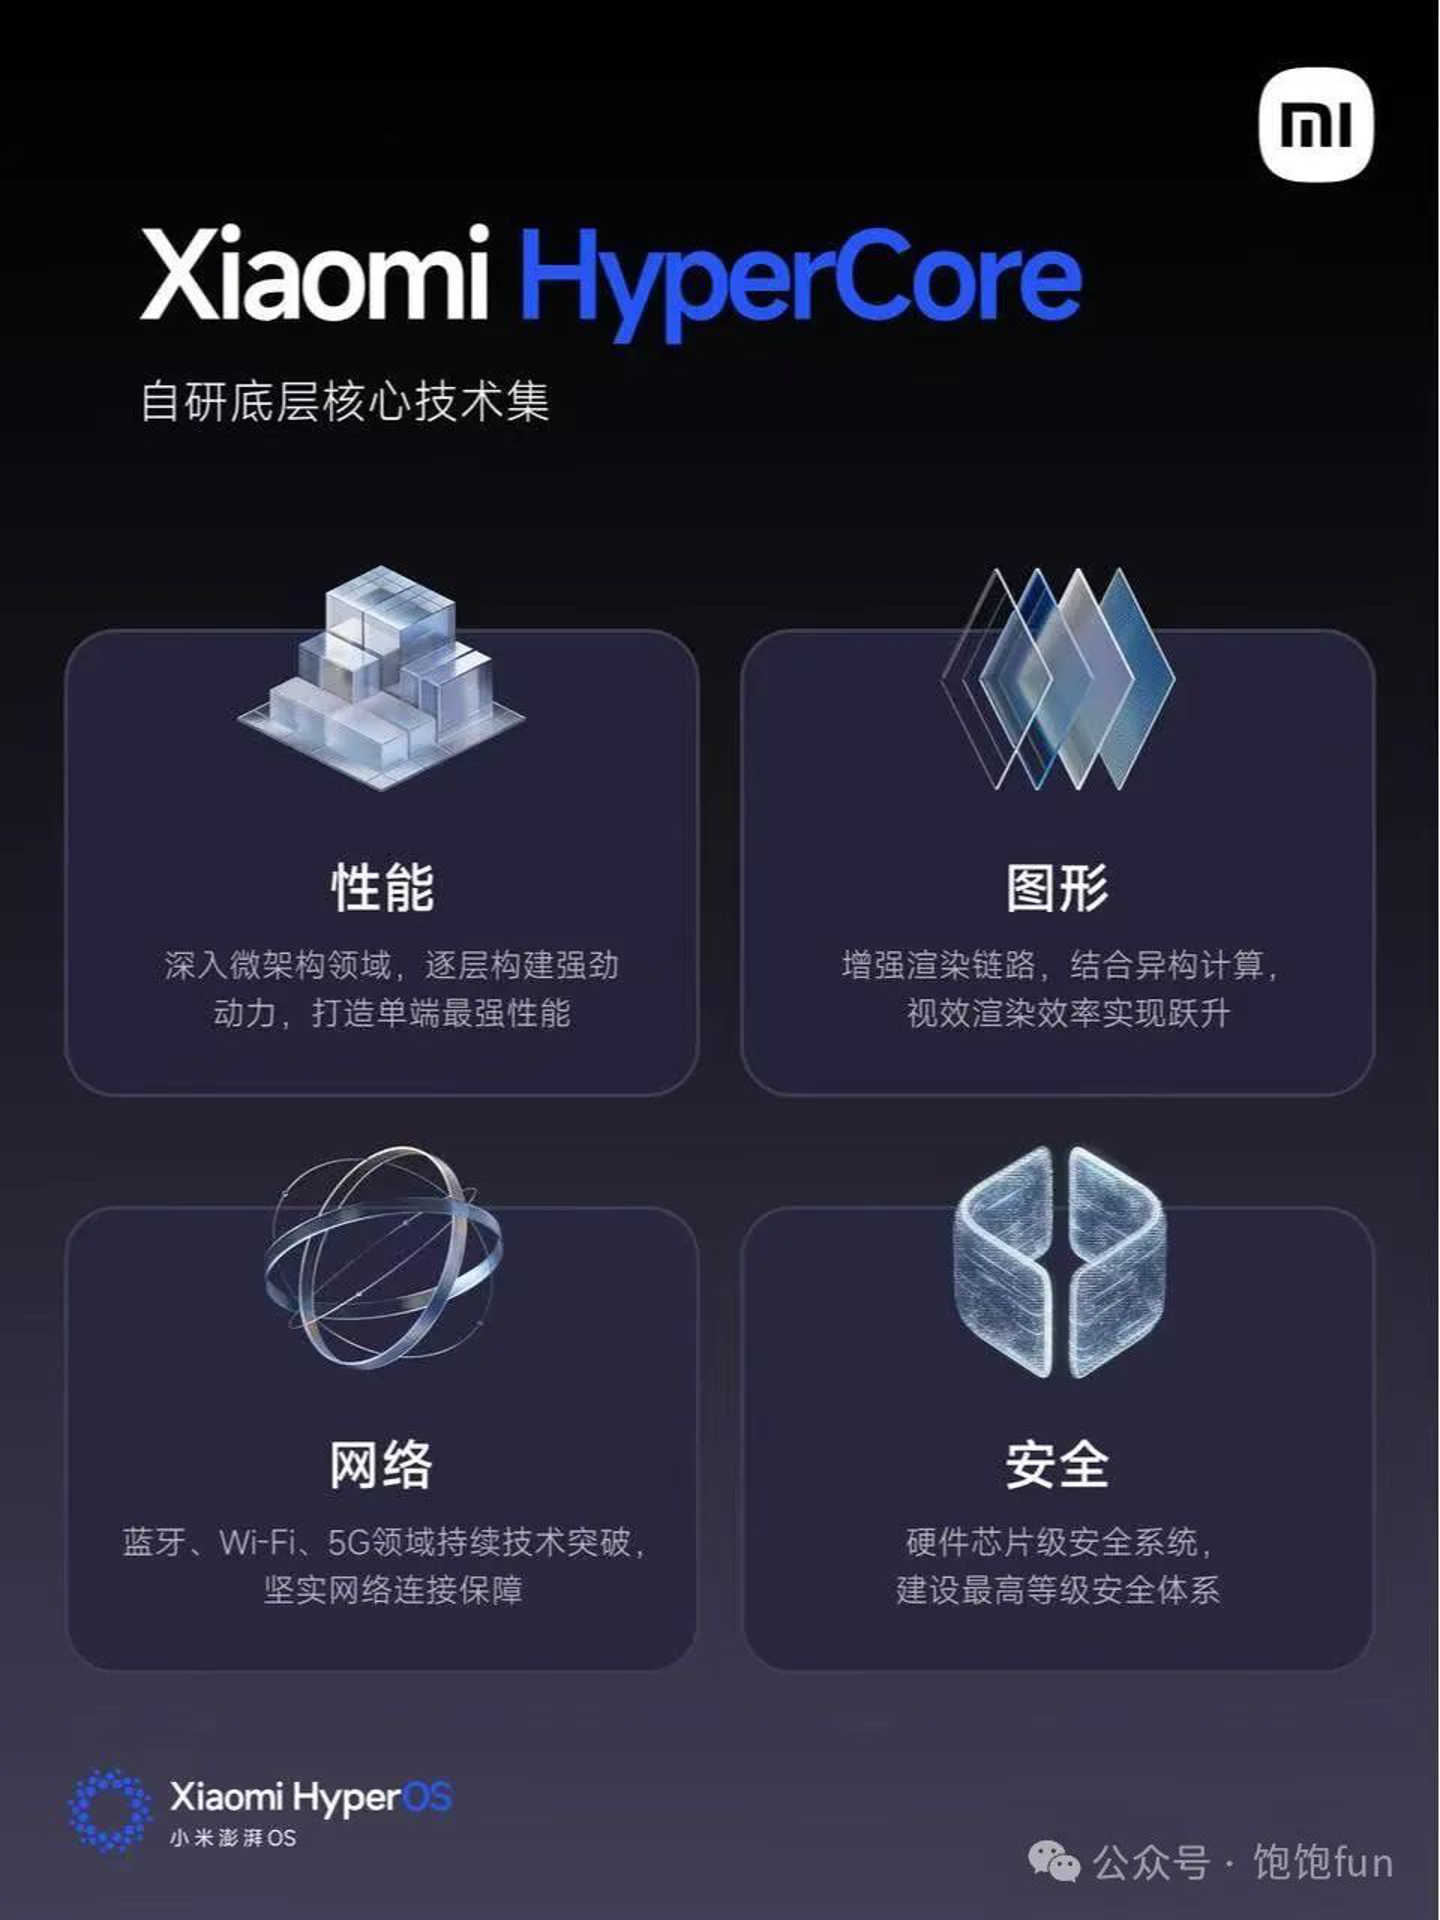 mi
Xiaomi HyperCore
自研底层核心技术集
性能
深入微架构领域，逐层构建强劲
动力，打造单端最强性能
图形
增强渲染链路，结合异构计算，
视效渲染效率实现跃升
网络
蓝牙、Wi-Fi、5G领域持续技术突破，
坚实网络连接保障
安全
硬件芯片级安全系统，
建设最高等级安全体系
Xiaomi HyperOS
小米澎湃OS
公众号 · 饱饱fun